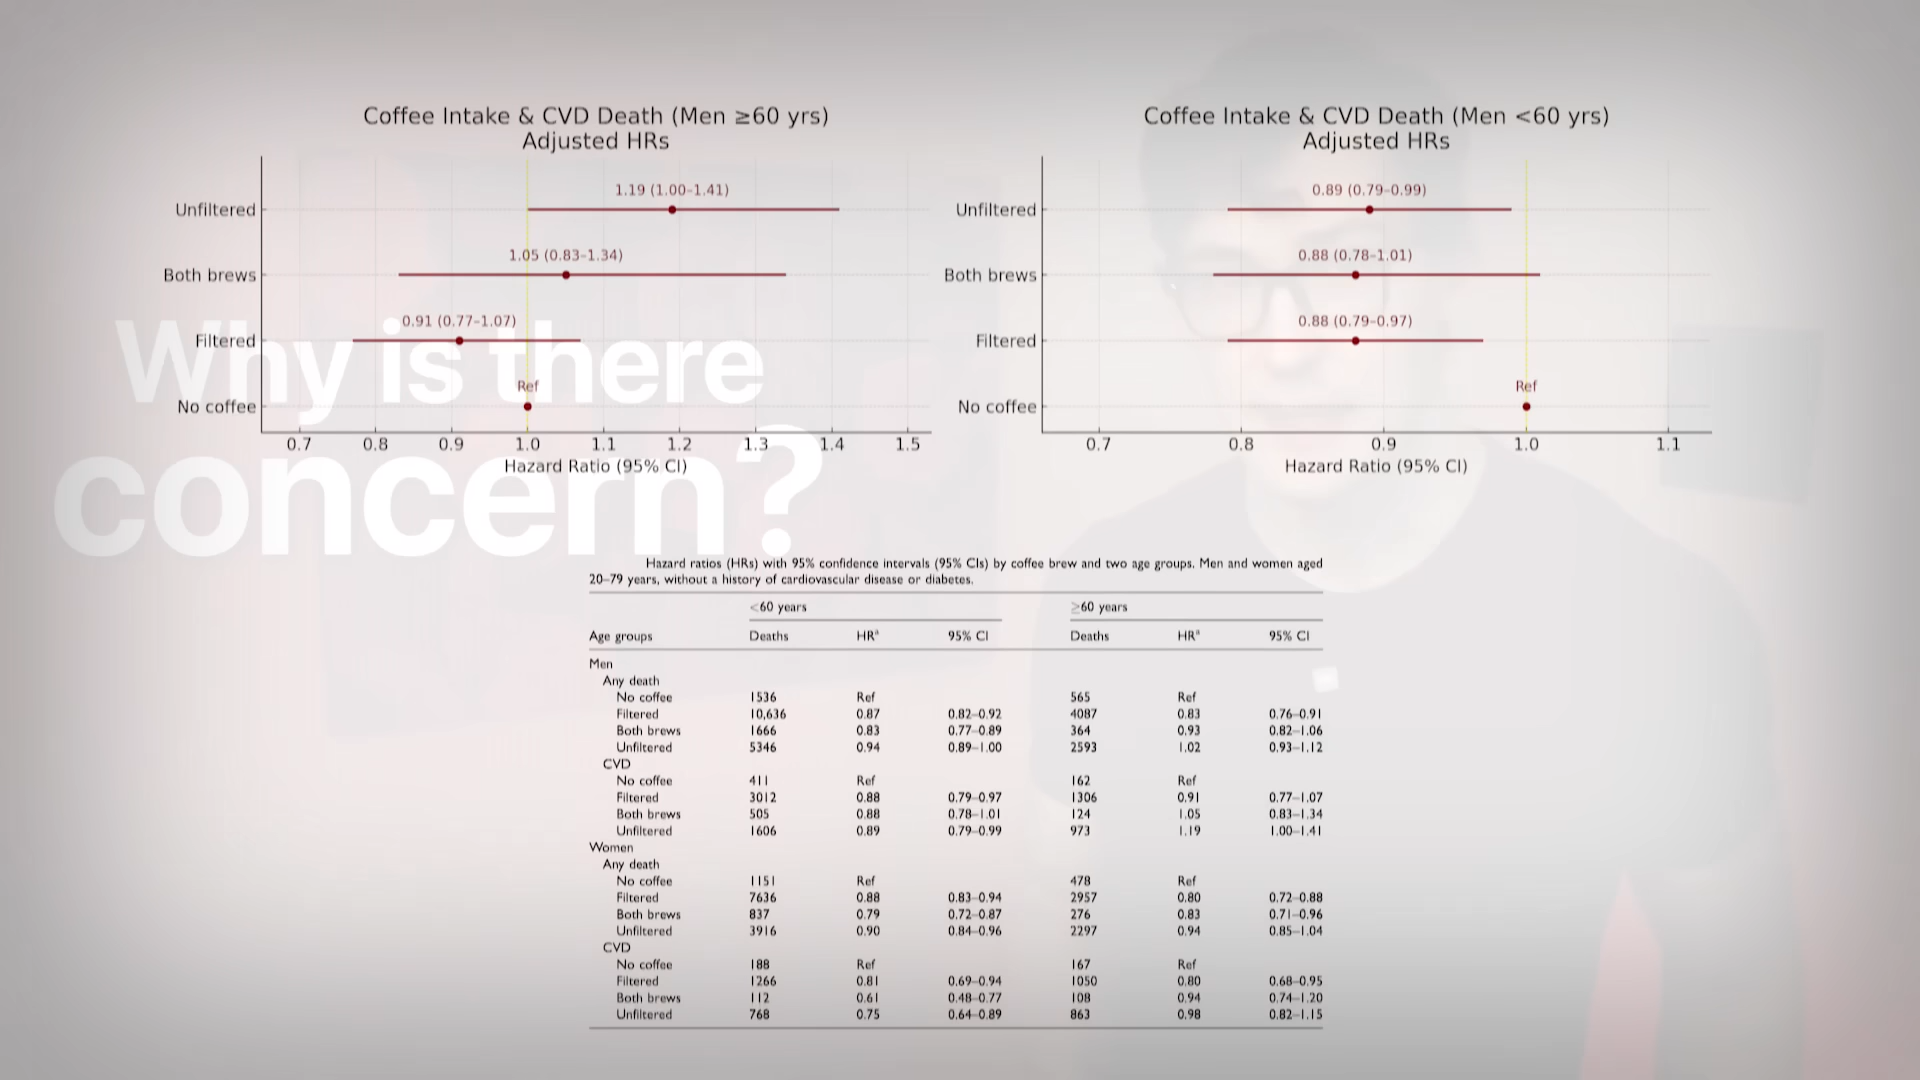 Coffee Intake & CVD Death (Men ≥60 yrs)
Adjusted HRs
Unfiltered
1.19 (1.00–1.41)
Both brews
1.05 (0.83–1.34)
Filtered
0.91 (0.77–1.07)
No coffee
Ref
0.7 0.8 0.9 1.0 1.1 1.2 1.3 1.4 1.5
Hazard Ratio (95% CI)
Coffee Intake & CVD Death (Men <60 yrs)
Adjusted HRs
Unfiltered
0.89 (0.79–0.99)
Both brews
0.88 (0.78–1.01)
Filtered
0.88 (0.79–0.97)
No coffee
Ref
0.7 0.8 0.9 1.0 1.1
Hazard Ratio (95% CI)
Why is there
concern?
Hazard ratios (HRs) with 95% confidence intervals (95% CIs) by coffee brew and two age groups. Men and women aged
20–79 years, without a history of cardiovascular disease or diabetes.
<60 years ≥60 years
Age groups Deaths HRª 95% CI Deaths HRª 95% CI
Men
Any death
No coffee 1536 Ref 565 Ref
Filtered 10,636 0.87 0.82–0.92 4087 0.83 0.76–0.91
Both brews 1666 0.83 0.77–0.89 364 0.93 0.82–1.06
Unfiltered 5346 0.94 0.89–1.00 2593 1.02 0.93–1.12
CVD
No coffee 411 Ref 162 Ref
Filtered 3012 0.88 0.79–0.97 1306 0.91 0.77–1.07
Both brews 505 0.88 0.78–1.01 124 1.05 0.83–1.34
Unfiltered 1606 0.89 0.79–0.99 973 1.19 1.00–1.41
Women
Any death
No coffee 1151 Ref 478 Ref
Filtered 7636 0.88 0.83–0.94 2957 0.80 0.72–0.88
Both brews 837 0.79 0.72–0.87 276 0.83 0.71–0.96
Unfiltered 3916 0.90 0.84–0.96 2297 0.94 0.85–1.04
CVD
No coffee 188 Ref 167 Ref
Filtered 1266 0.81 0.69–0.94 1050 0.80 0.68–0.95
Both brews 112 0.61 0.48–0.77 108 0.94 0.74–1.20
Unfiltered 768 0.75 0.64–0.89 863 0.98 0.82–1.15